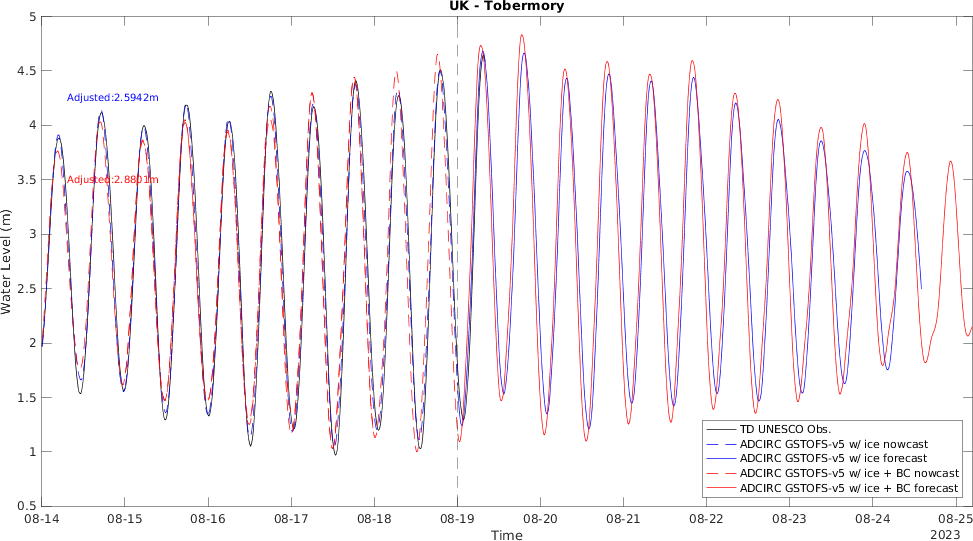 UK - Tobermory
5
4.5
4
3.5
3
2.5
2
1.5
1
0.5
Water Level (m)
Adjusted:2.5942m
Adjusted:2.8801m
TD UNESCO Obs.
ADCIRC GSTOFS-v5 w/ ice nowcast
ADCIRC GSTOFS-v5 w/ ice forecast
ADCIRC GSTOFS-v5 w/ ice + BC nowcast
ADCIRC GSTOFS-v5 w/ ice + BC forecast
08-14 08-15 08-16 08-17 08-18 08-19 08-20 08-21 08-22 08-23 08-24 08-25
Time
2023